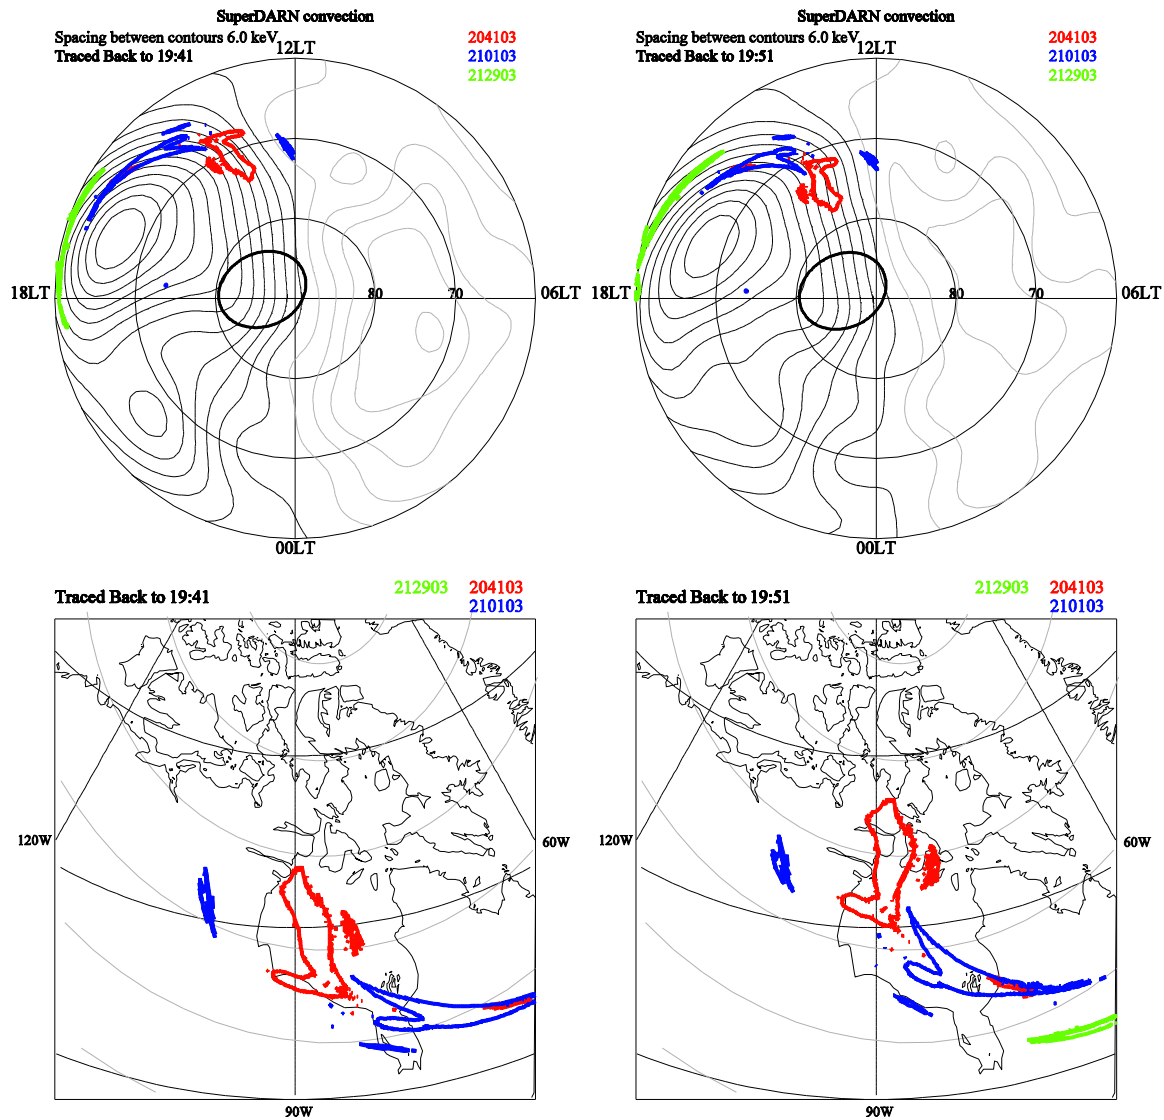 SuperDARN convection
Spacing between contours 6.0 keV
204103
Traced Back to 19:41
12LT
210103
212903
18LT
80
70
06LT
00LT
SuperDARN convection
Spacing between contours 6.0 keV
204103
Traced Back to 19:51
12LT
210103
212903
18LT
80
70
06LT
00LT
Traced Back to 19:41
212903
204103
210103
120W
60W
90W
Traced Back to 19:51
212903
204103
210103
120W
60W
90W